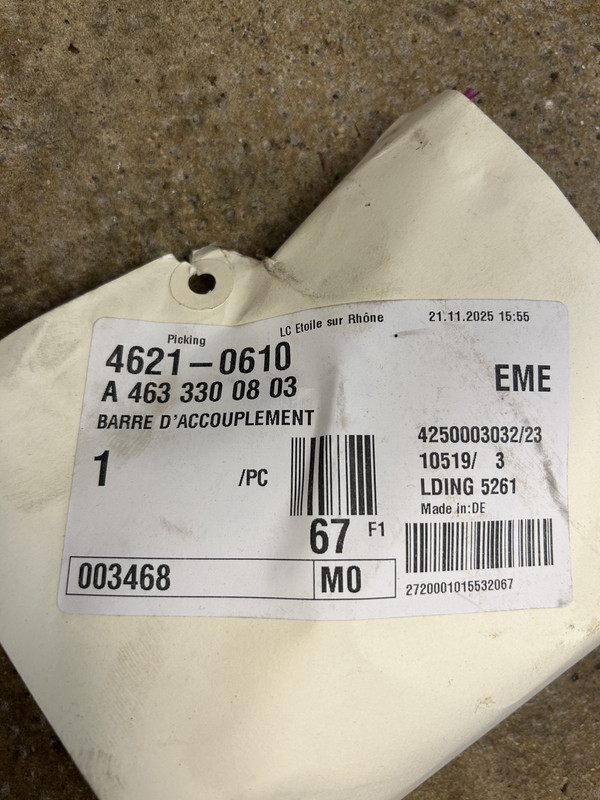 Picking
LC Etoile sur Rhône
21.11.2025 15:55
4621-0610
A 463 330 08 03
EME
BARRE D'ACCOUPLEMENT
1 /PC
4250003032/23
10519/ 3
LDING 5261
Made in:DE
67 F1
003468 M0
2720001015532067